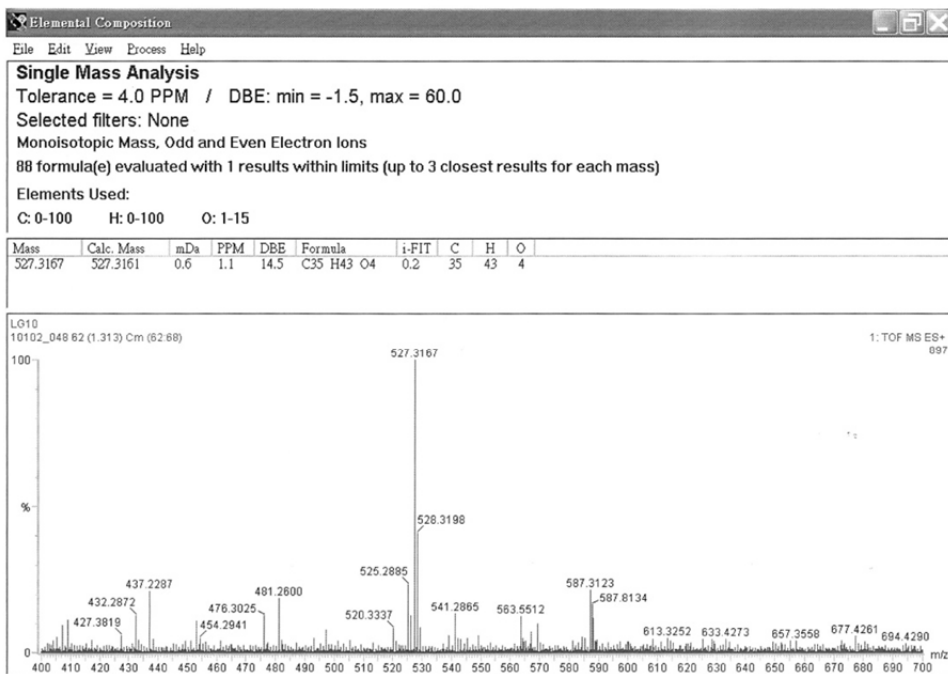 Elemental Composition
File Edit View Process Help
Single Mass Analysis
Tolerance = 4.0 PPM / DBE: min = -1.5, max = 60.0
Selected filters: None
Monoisotopic Mass, Odd and Even Electron Ions
88 formula(e) evaluated with 1 results within limits (up to 3 closest results for each mass)
Elements Used:
C: 0-100 H: 0-100 O: 1-15
Mass Calc. Mass mDa PPM DBE Formula i-FIT C H O
527.3167 527.3161 0.6 1.1 14.5 C35 H43 O4 0.2 35 43 4
LG10
10102_048 62 (1.313) Cm (62:68) 1: TOF MS ES+
897
100 527.3167
%
528.3198
525.2885
437.2287 481.2600 587.3123
432.2872 476.3025 587.8134
427.3819 454.2941 520.3337 541.2865 563.5512 613.3252 633.4273 657.3558 677.4261 694.4290
0 m/z
400 410 420 430 440 450 460 470 480 490 500 510 520 530 540 550 560 570 580 590 600 610 620 630 640 650 660 670 680 690 700